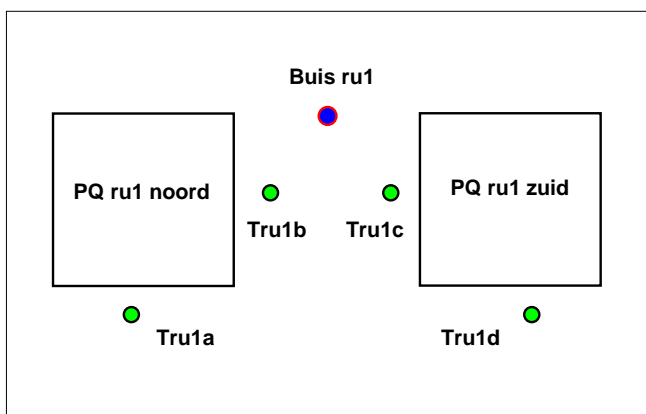 Buis ru1
PQ ru1 noord
PQ ru1 zuid
Tru1b
Tru1c
Tru1a
Tru1d